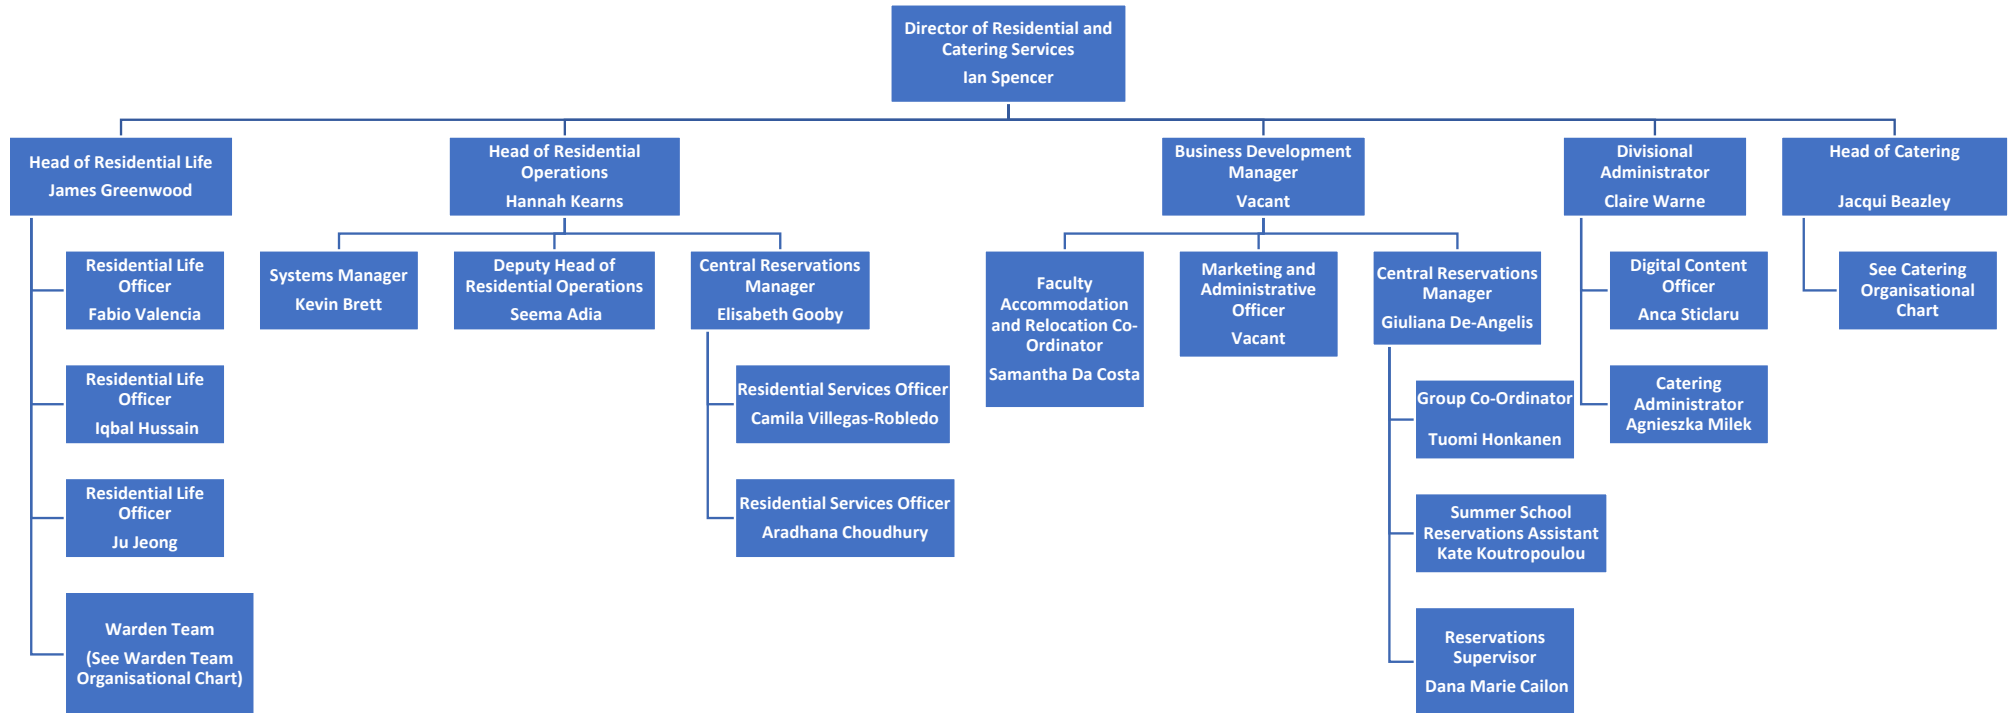 Director of Residential and
Catering Services
Ian Spencer
Head of Residential Life
James Greenwood
Residential Life
Officer
Fabio Valencia
Residential Life
Officer
Iqbal Hussain
Residential Life
Officer
Ju Jeong
Warden Team
(See Warden Team
Organisational Chart)
Head of Residential
Operations
Hannah Kearns
Systems Manager
Kevin Brett
Deputy Head of
Residential Operations
Seema Adia
Central Reservations
Manager
Elisabeth Gooby
Residential Services Officer
Camila Villegas-Robledo
Residential Services Officer
Aradhana Choudhury
Business Development
Manager
Vacant
Faculty
Accommodation
and Relocation Co-
Ordinator
Samantha Da Costa
Marketing and
Administrative
Officer
Vacant
Central Reservations
Manager
Giuliana De-Angelis
Group Co-Ordinator
Tuomi Honkanen
Summer School
Reservations Assistant
Kate Koutropoulou
Reservations
Supervisor
Dana Marie Cailon
Divisional
Administrator
Claire Warne
Digital Content
Officer
Anca Sticlaru
Catering
Administrator
Agnieszka Milek
Head of Catering
Jacqui Beazley
See Catering
Organisational
Chart